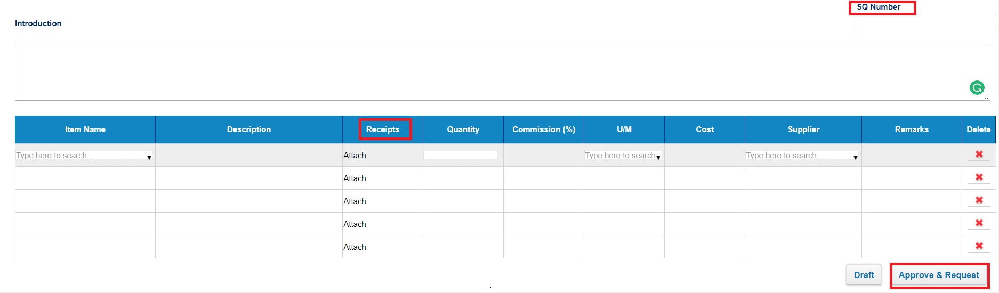 SQ Number
Introduction
Item Name Description Receipts Quantity Commission (%) U/M Cost Supplier Remarks Delete
Type here to search... Attach Type here to search... Type here to search...
Attach
Attach
Attach
Attach
Draft Approve & Request
.